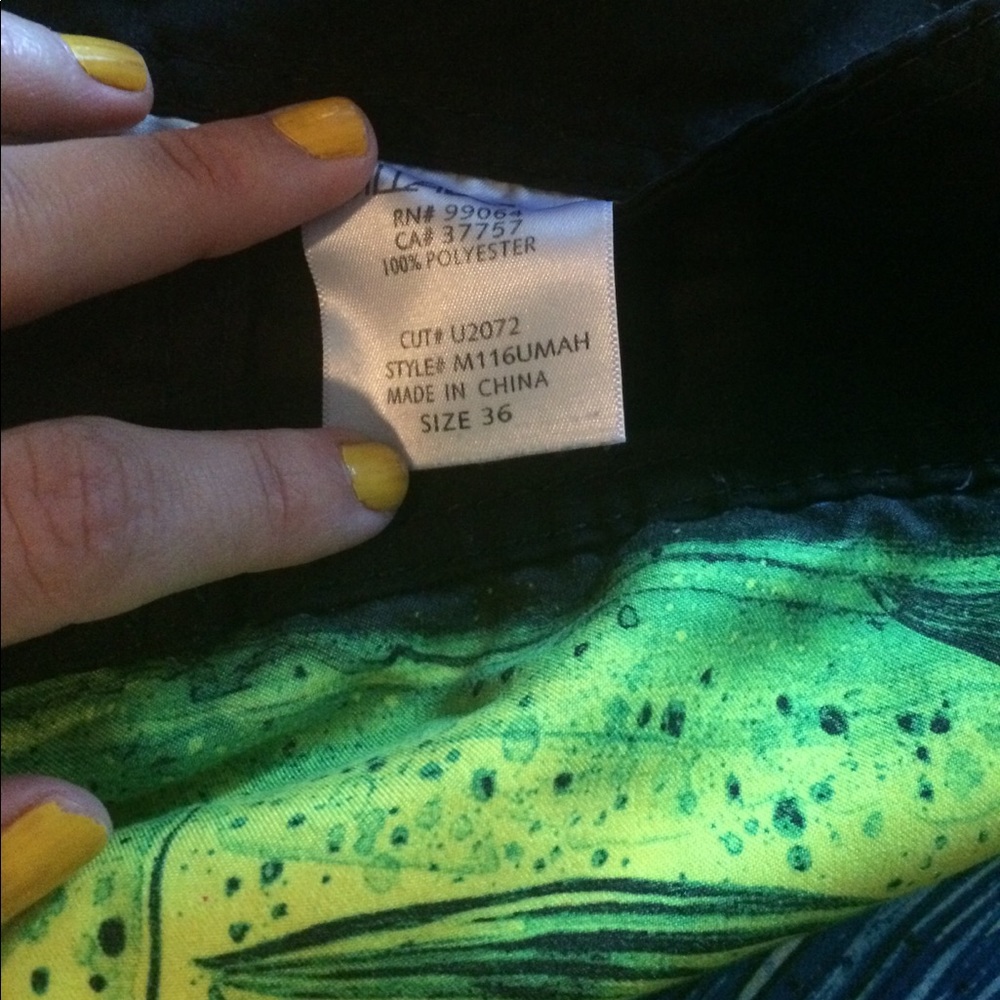 RN# 99064
CA# 37757
100% POLYESTER
CUT# U2072
STYLE# M116UMAH
MADE IN CHINA
SIZE 36